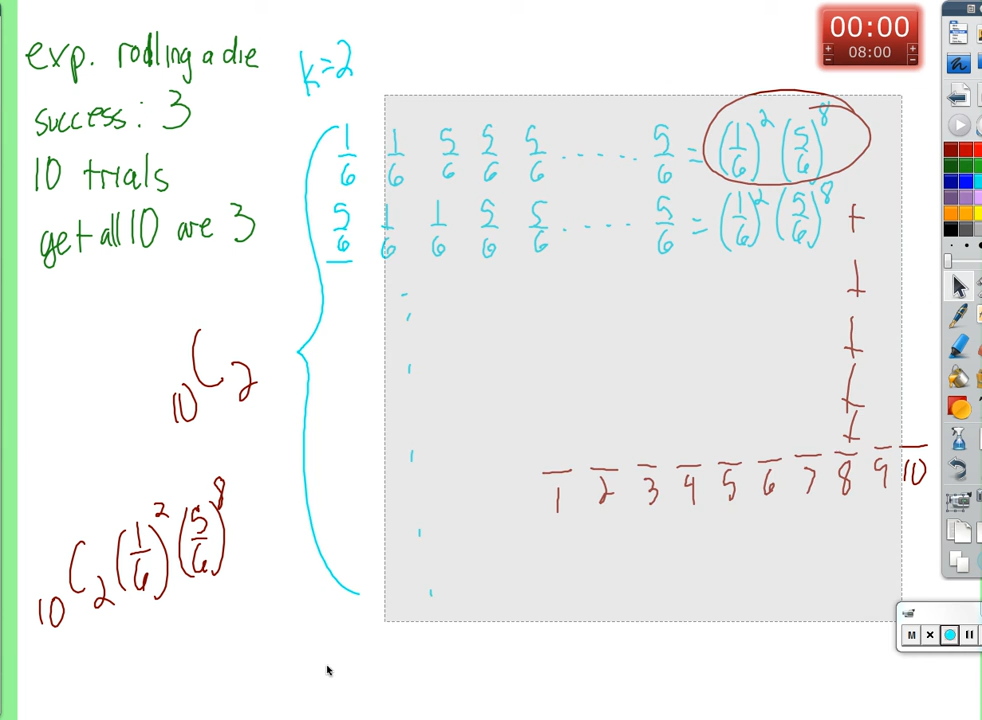 exp. rolling a die
success: 3
10 trials
get all 10 are 3
k=2
1/6 1/6 5/6 5/6 5/6 ...... 5/6 = (1/6)^2 (5/6)^8
5/6 1/6 1/6 5/6 5/6 ..... 5/6 = (1/6)^2 (5/6)^8 +
+
+
+
+
10C2
1 2 3 4 5 6 7 8 9 10
10C2 (1/6)^2 (5/6)^8
00:00
08:00
M